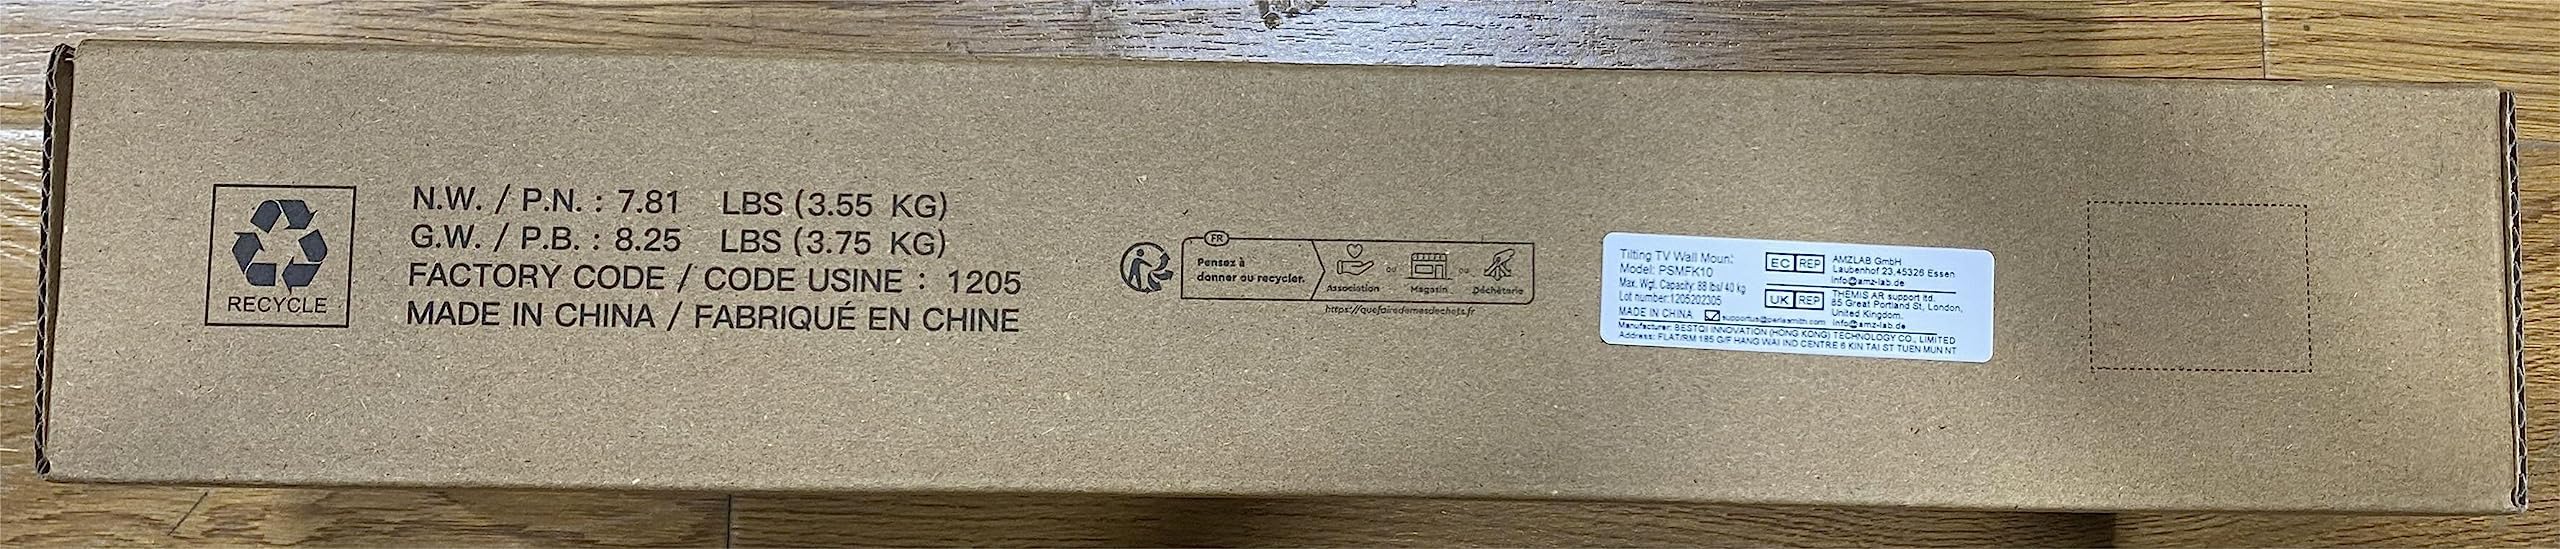 RECYCLE
N.W. / P.N. : 7.81 LBS (3.55 KG)
G.W. / P.B. : 8.25 LBS (3.75 KG)
FACTORY CODE / CODE USINE : 1205
MADE IN CHINA / FABRIQUÉ EN CHINE
FR
Pensez à
donner ou recycler.
Association ou Magasin ou Déchèterie
https://quefairedemesdechets.fr
Tilting TV Wall Mount
Model: PSMFK10
Max. Wgt. Capacity: 88 lbs/ 40 kg
Lot number:1205202305
MADE IN CHINA supportus@perlesmith.com
EC REP
AMZLAB GmbH
Laubenhof 23,45326 Essen
info@amz-lab.de
UK REP
THEMIS AR support ltd.
85 Great Portland St, London,
United Kingdom.
info@amz-lab.de
Manufacturer: BESTQI INNOVATION (HONG KONG) TECHNOLOGY CO., LIMITED
Address: FLAT/RM 185 G/F HANG WAI IND CENTRE 6 KIN TAI ST TUEN MUN NT